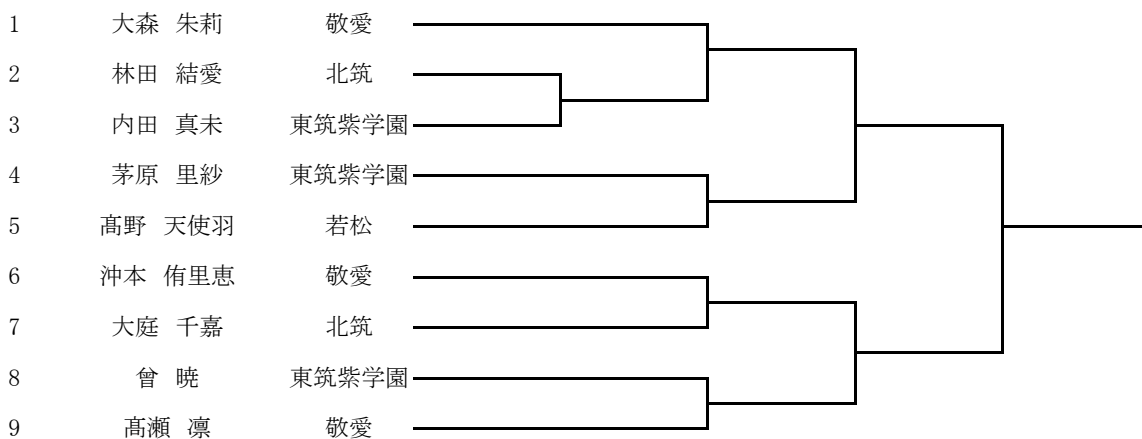 1 大森 朱莉 敬愛
2 林田 結愛 北筑
3 内田 真未 東筑紫学園
4 茅原 里紗 東筑紫学園
5 髙野 天使羽 若松
6 沖本 侑里恵 敬愛
7 大庭 千嘉 北筑
8 曾 暁 東筑紫学園
9 髙瀬 凛 敬愛